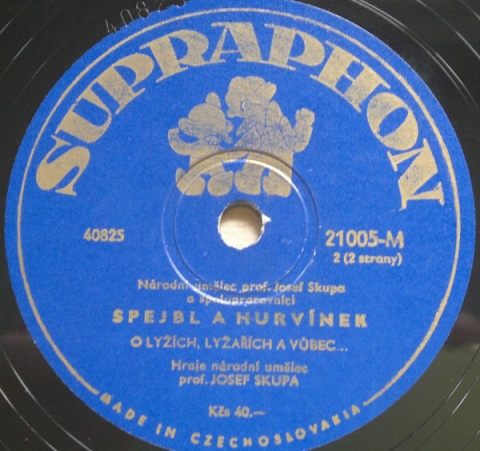 40825
SUPRAPHON
40825
21005-M
2 (2 strany)
Národní umělec prof. Josef Skupa
a spolupracovníci
SPEJBL A HURVÍNEK
O LYŽÍCH, LYŽAŘÍCH A VŮBEC...
Hraje národní umělec
prof. JOSEF SKUPA
Kčs 40.—
MADE IN CZECHOSLOVAKIA